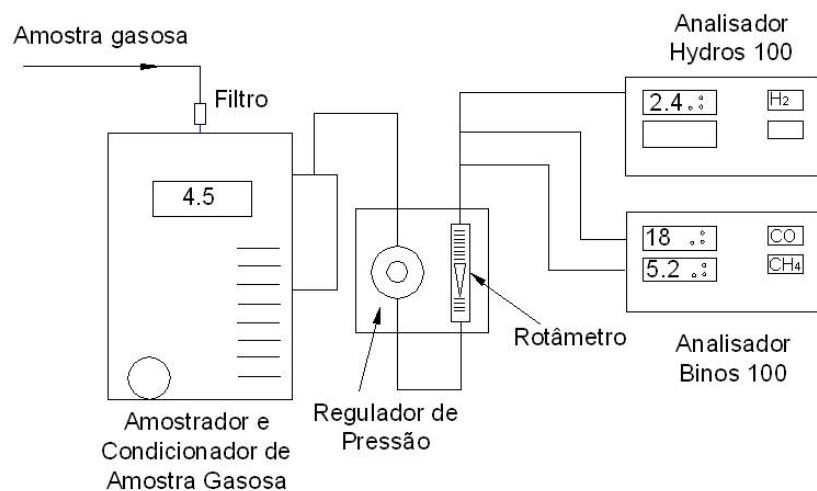 Amostra gasosa
Filtro
4.5
Amostrador e
Condicionador de
Amostra Gasosa
Regulador de
Pressão
Rotâmetro
Analisador
Hydros 100
2.4
H2
18
CO
5.2
CH4
Analisador
Binos 100